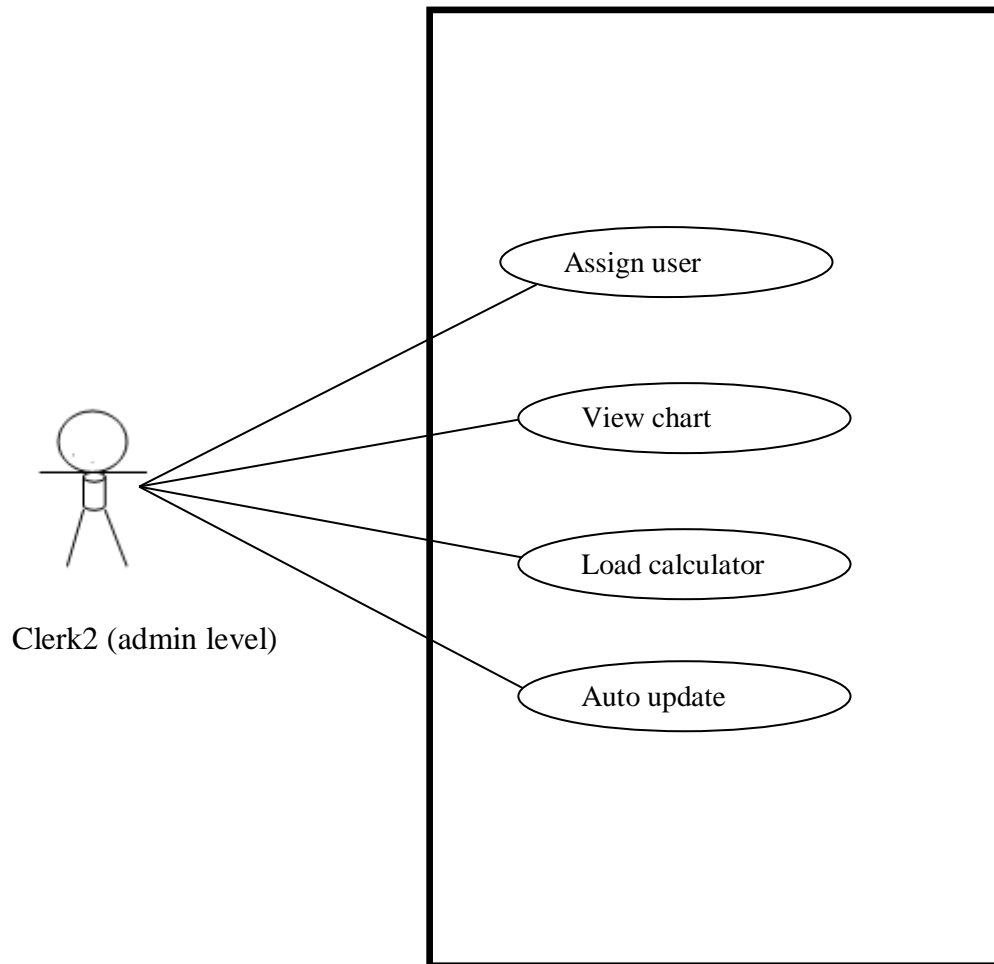 Assign user
View chart
Load calculator
Clerk2 (admin level)
Auto update